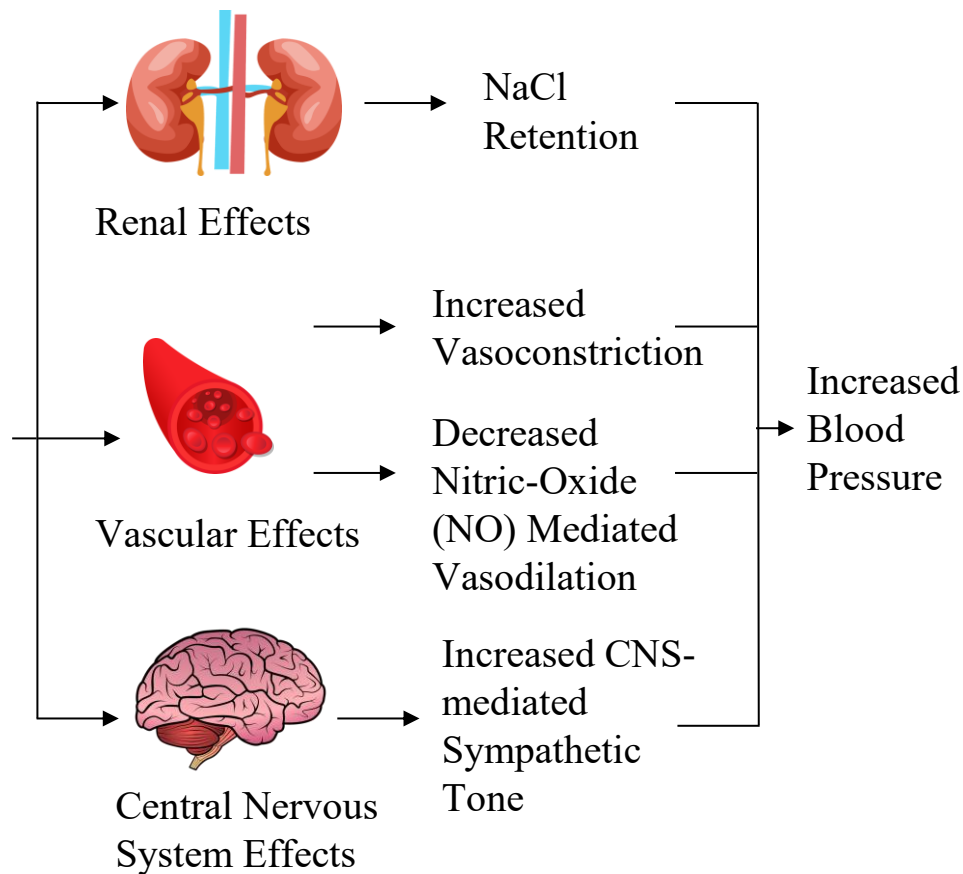 NaCl
Retention
Renal Effects
Increased
Vasoconstriction
Decreased
Nitric-Oxide
(NO) Mediated
Vasodilation
Vascular Effects
Increased CNS-
mediated
Sympathetic
Tone
Central Nervous
System Effects
Increased
Blood
Pressure